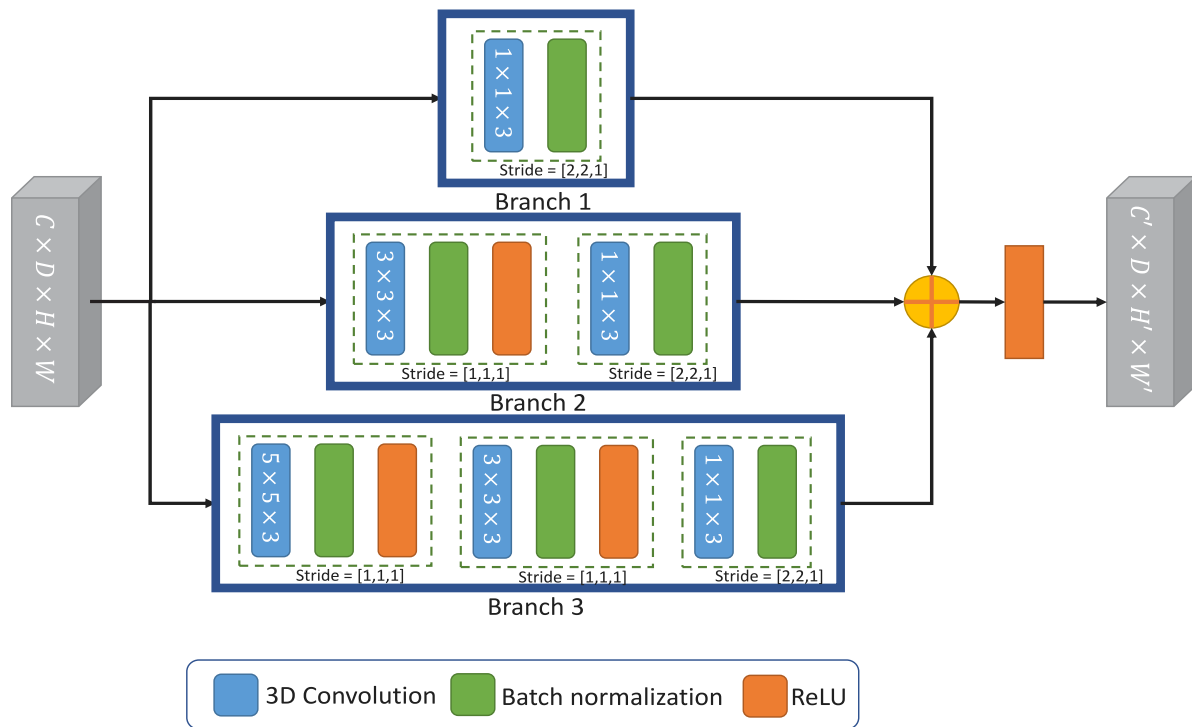 1×1×3
Stride = [2,2,1]
Branch 1
C × D × H × W
3×3×3
Stride = [1,1,1]
1×1×3
Stride = [2,2,1]
Branch 2
C′ × D × H′ × W′
5×5×3
Stride = [1,1,1]
3×3×3
Stride = [1,1,1]
1×1×3
Stride = [2,2,1]
Branch 3
3D Convolution
Batch normalization
ReLU